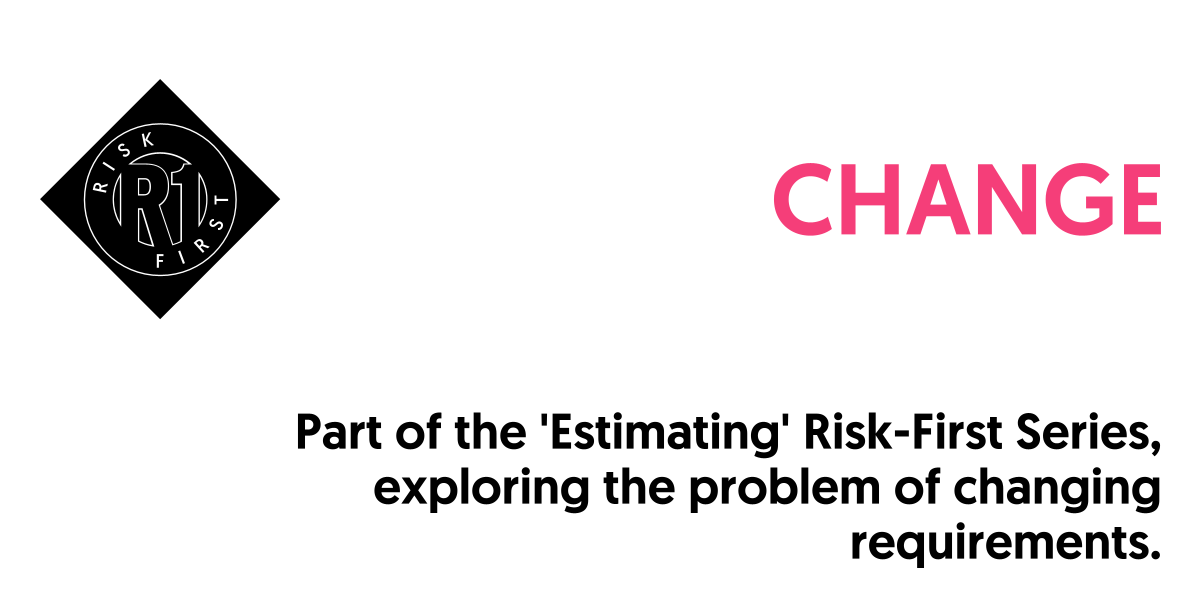 RISK
R1
FIRST
CHANGE
Part of the 'Estimating' Risk-First Series,
exploring the problem of changing
requirements.